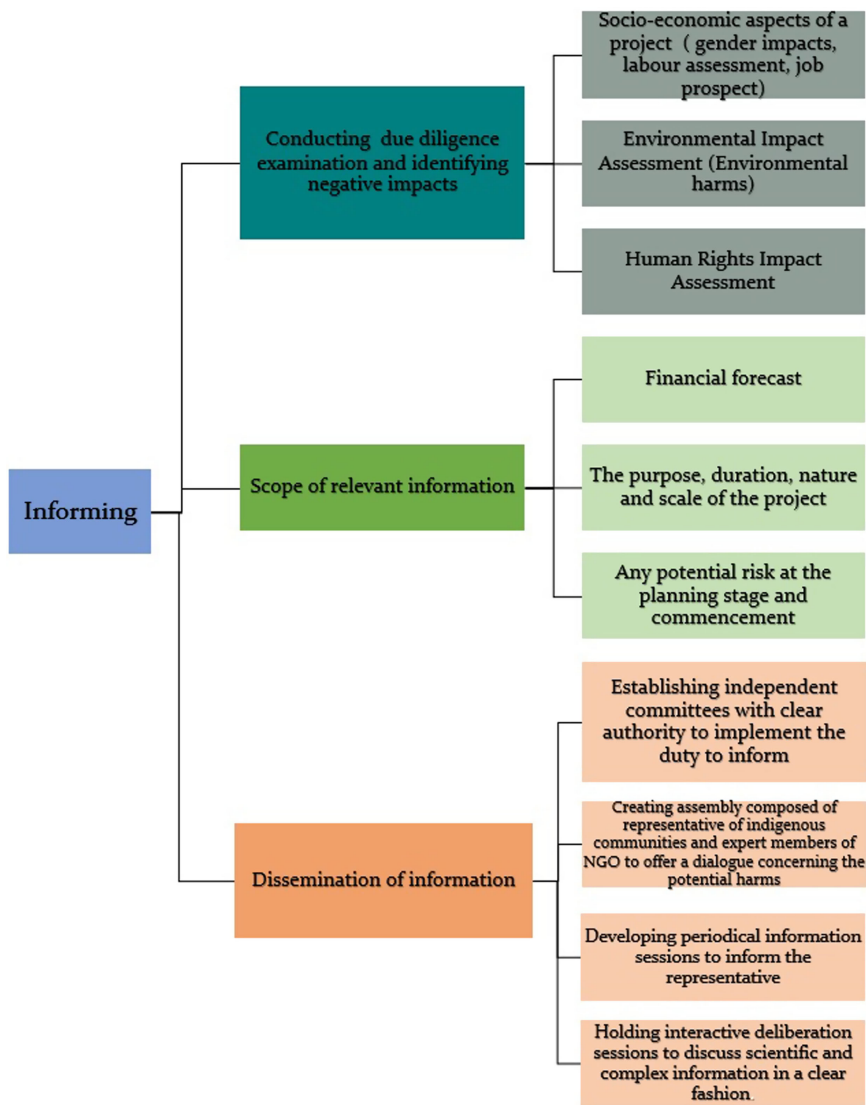 Socio-economic aspects of a
project ( gender impacts,
labour assessment, job
prospect)
Conducting due diligence
examination and identifying
negative impacts
Environmental Impact
Assessment (Environmental
harms)
Human Rights Impact
Assessment
Financial forecast
Informing
Scope of relevant information
The purpose, duration, nature
and scale of the project
Any potential risk at the
planning stage and
commencement
Establishing independent
committees with clear
authority to implement the
duty to inform
Creating assembly composed of
representative of indigenous
communities and expert members of
NGO to offer a dialogue concerning the
potential harms
Dissemination of information
Developing periodical information
sessions to inform the
representative
Holding interactive deliberation
sessions to discuss scientific and
complex information in a clear
fashion.